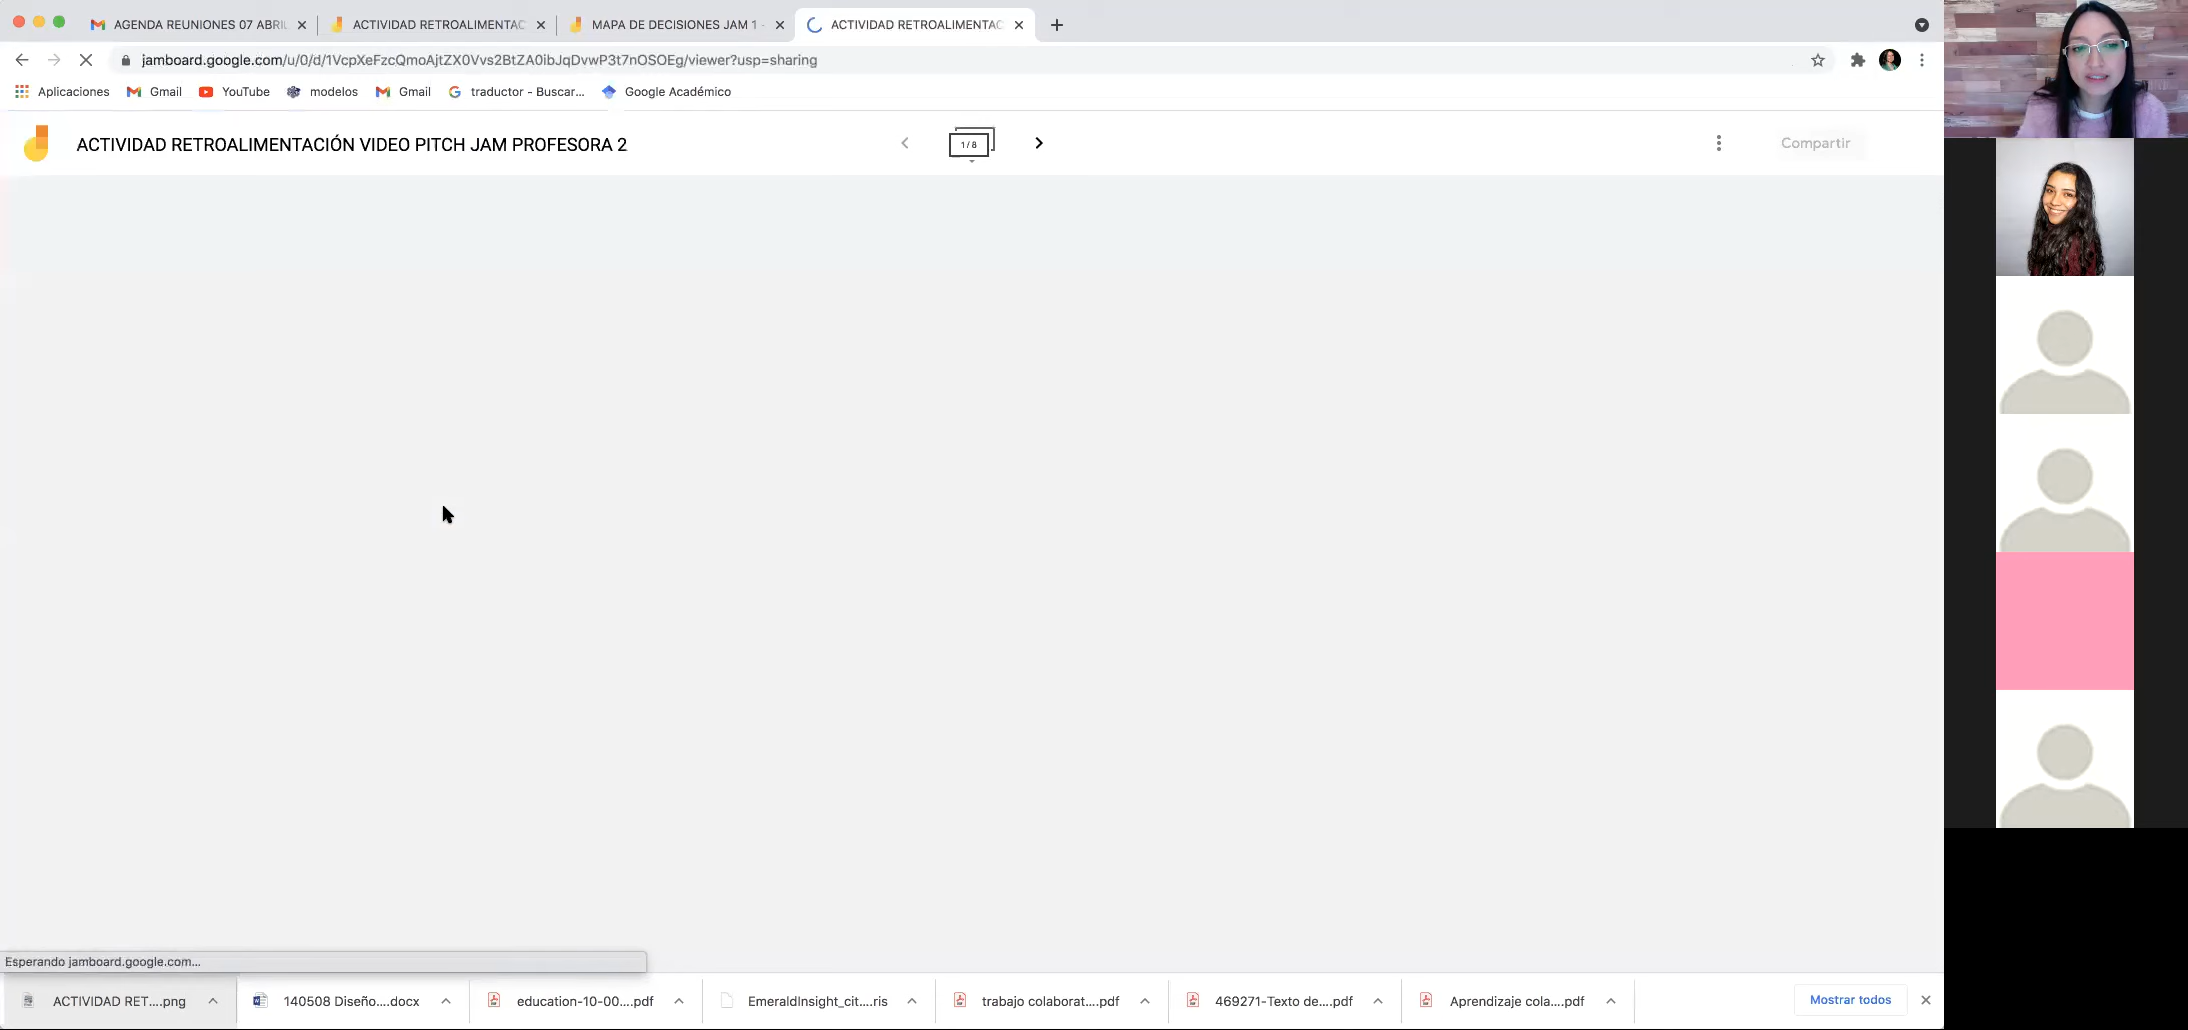 AGENDA REUNIONES 07 ABRIL
ACTIVIDAD RETROALIMENTAC
MAPA DE DECISIONES JAM 1 -
ACTIVIDAD RETROALIMENTAC
jamboard.google.com/u/0/d/1VcpXeFzcQmoAjtZX0Vvs2BtZA0ibJqDvwP3t7nOSOEg/viewer?usp=sharing
Aplicaciones
Gmail
YouTube
modelos
Gmail
traductor - Buscar...
Google Académico
ACTIVIDAD RETROALIMENTACIÓN VIDEO PITCH JAM PROFESORA 2
1/8
Compartir
Esperando jamboard.google.com...
ACTIVIDAD RET....png
140508 Diseño....docx
education-10-00....pdf
EmeraldInsight_cit....ris
trabajo colaborat....pdf
469271-Texto de....pdf
Aprendizaje cola....pdf
Mostrar todos